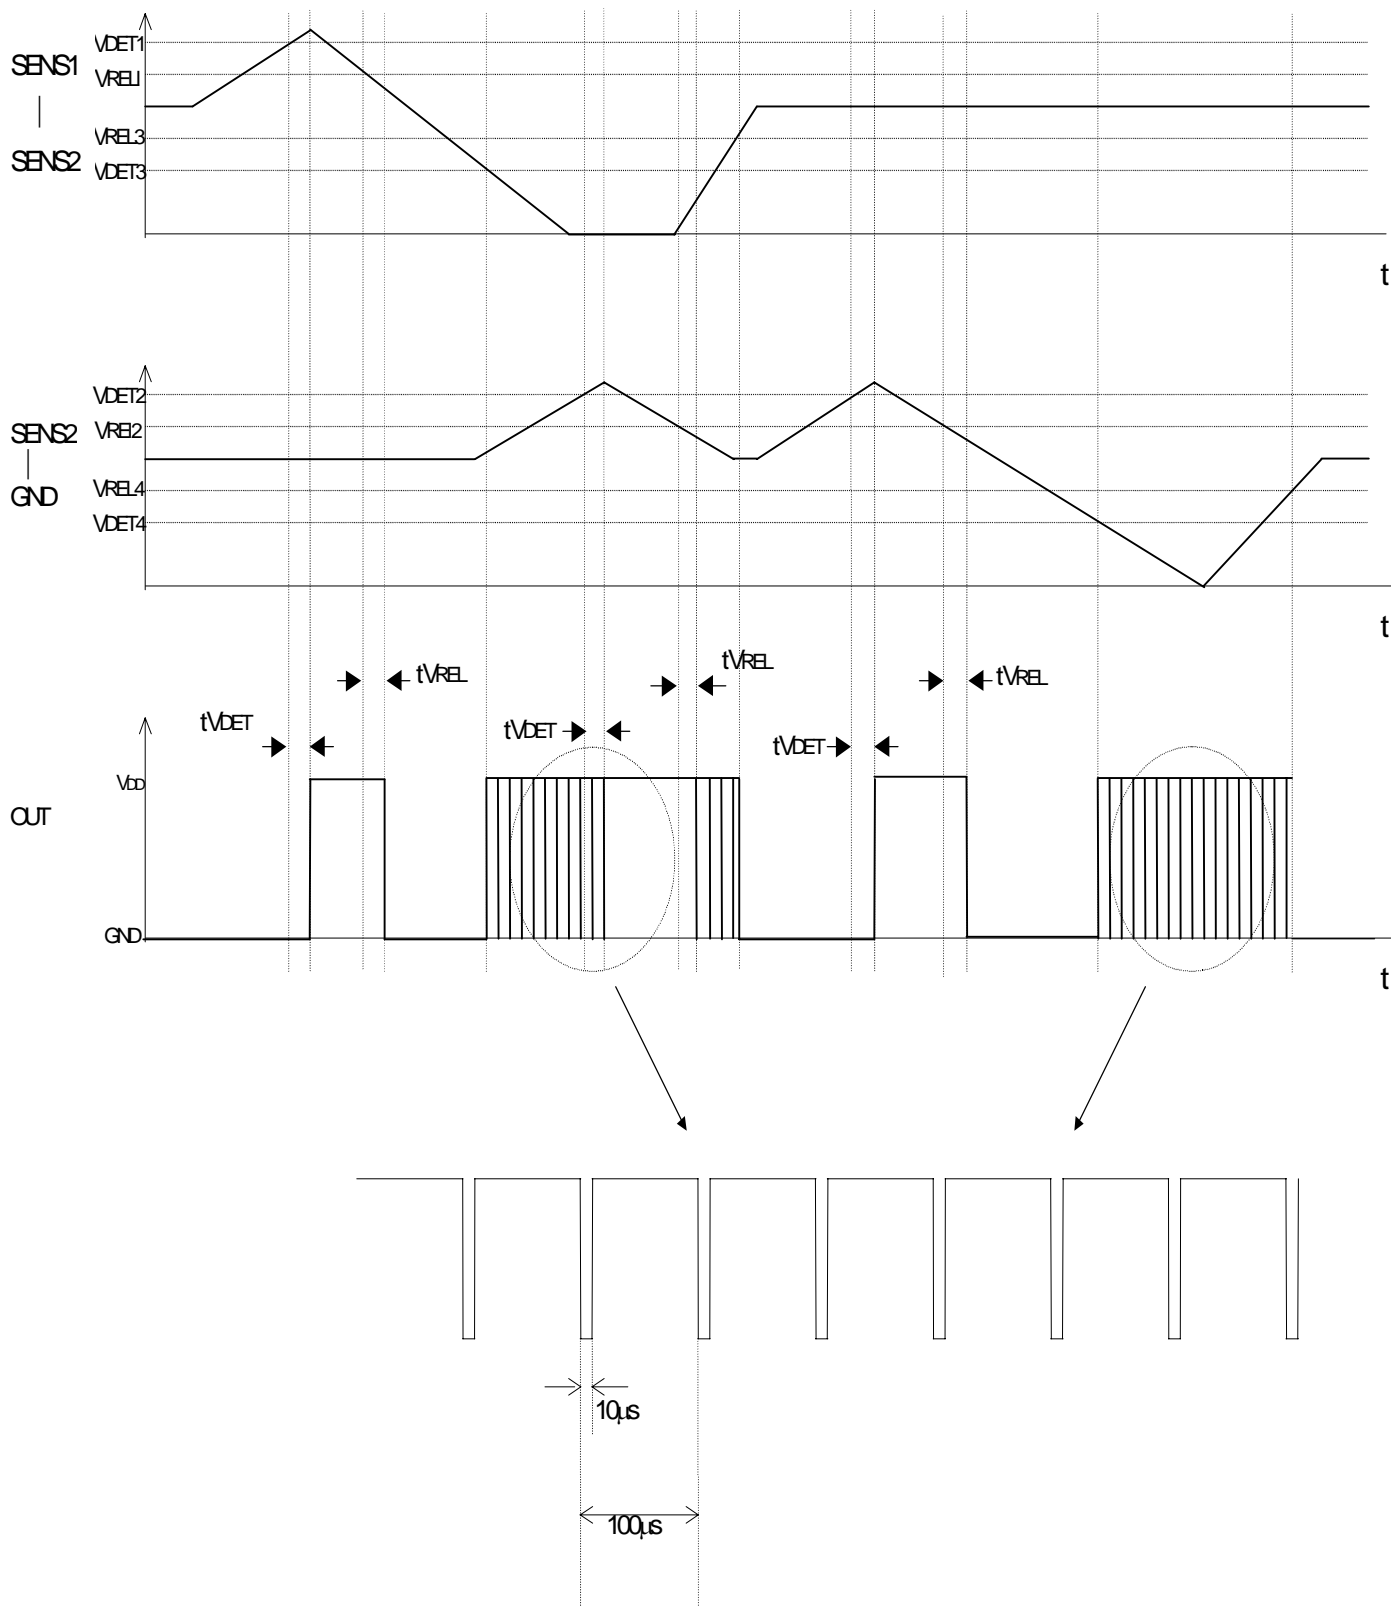 VDET1
SENS1
VREL1
VREL3
SENS2
VDET3
t
VDET2
SENS2
VREl2
GND
VREL4
VDET4
t
tVREL
tVREL
tVREL
tVDET
tVDET
tVDET
VDD
OUT
GND
t
10µs
100µs